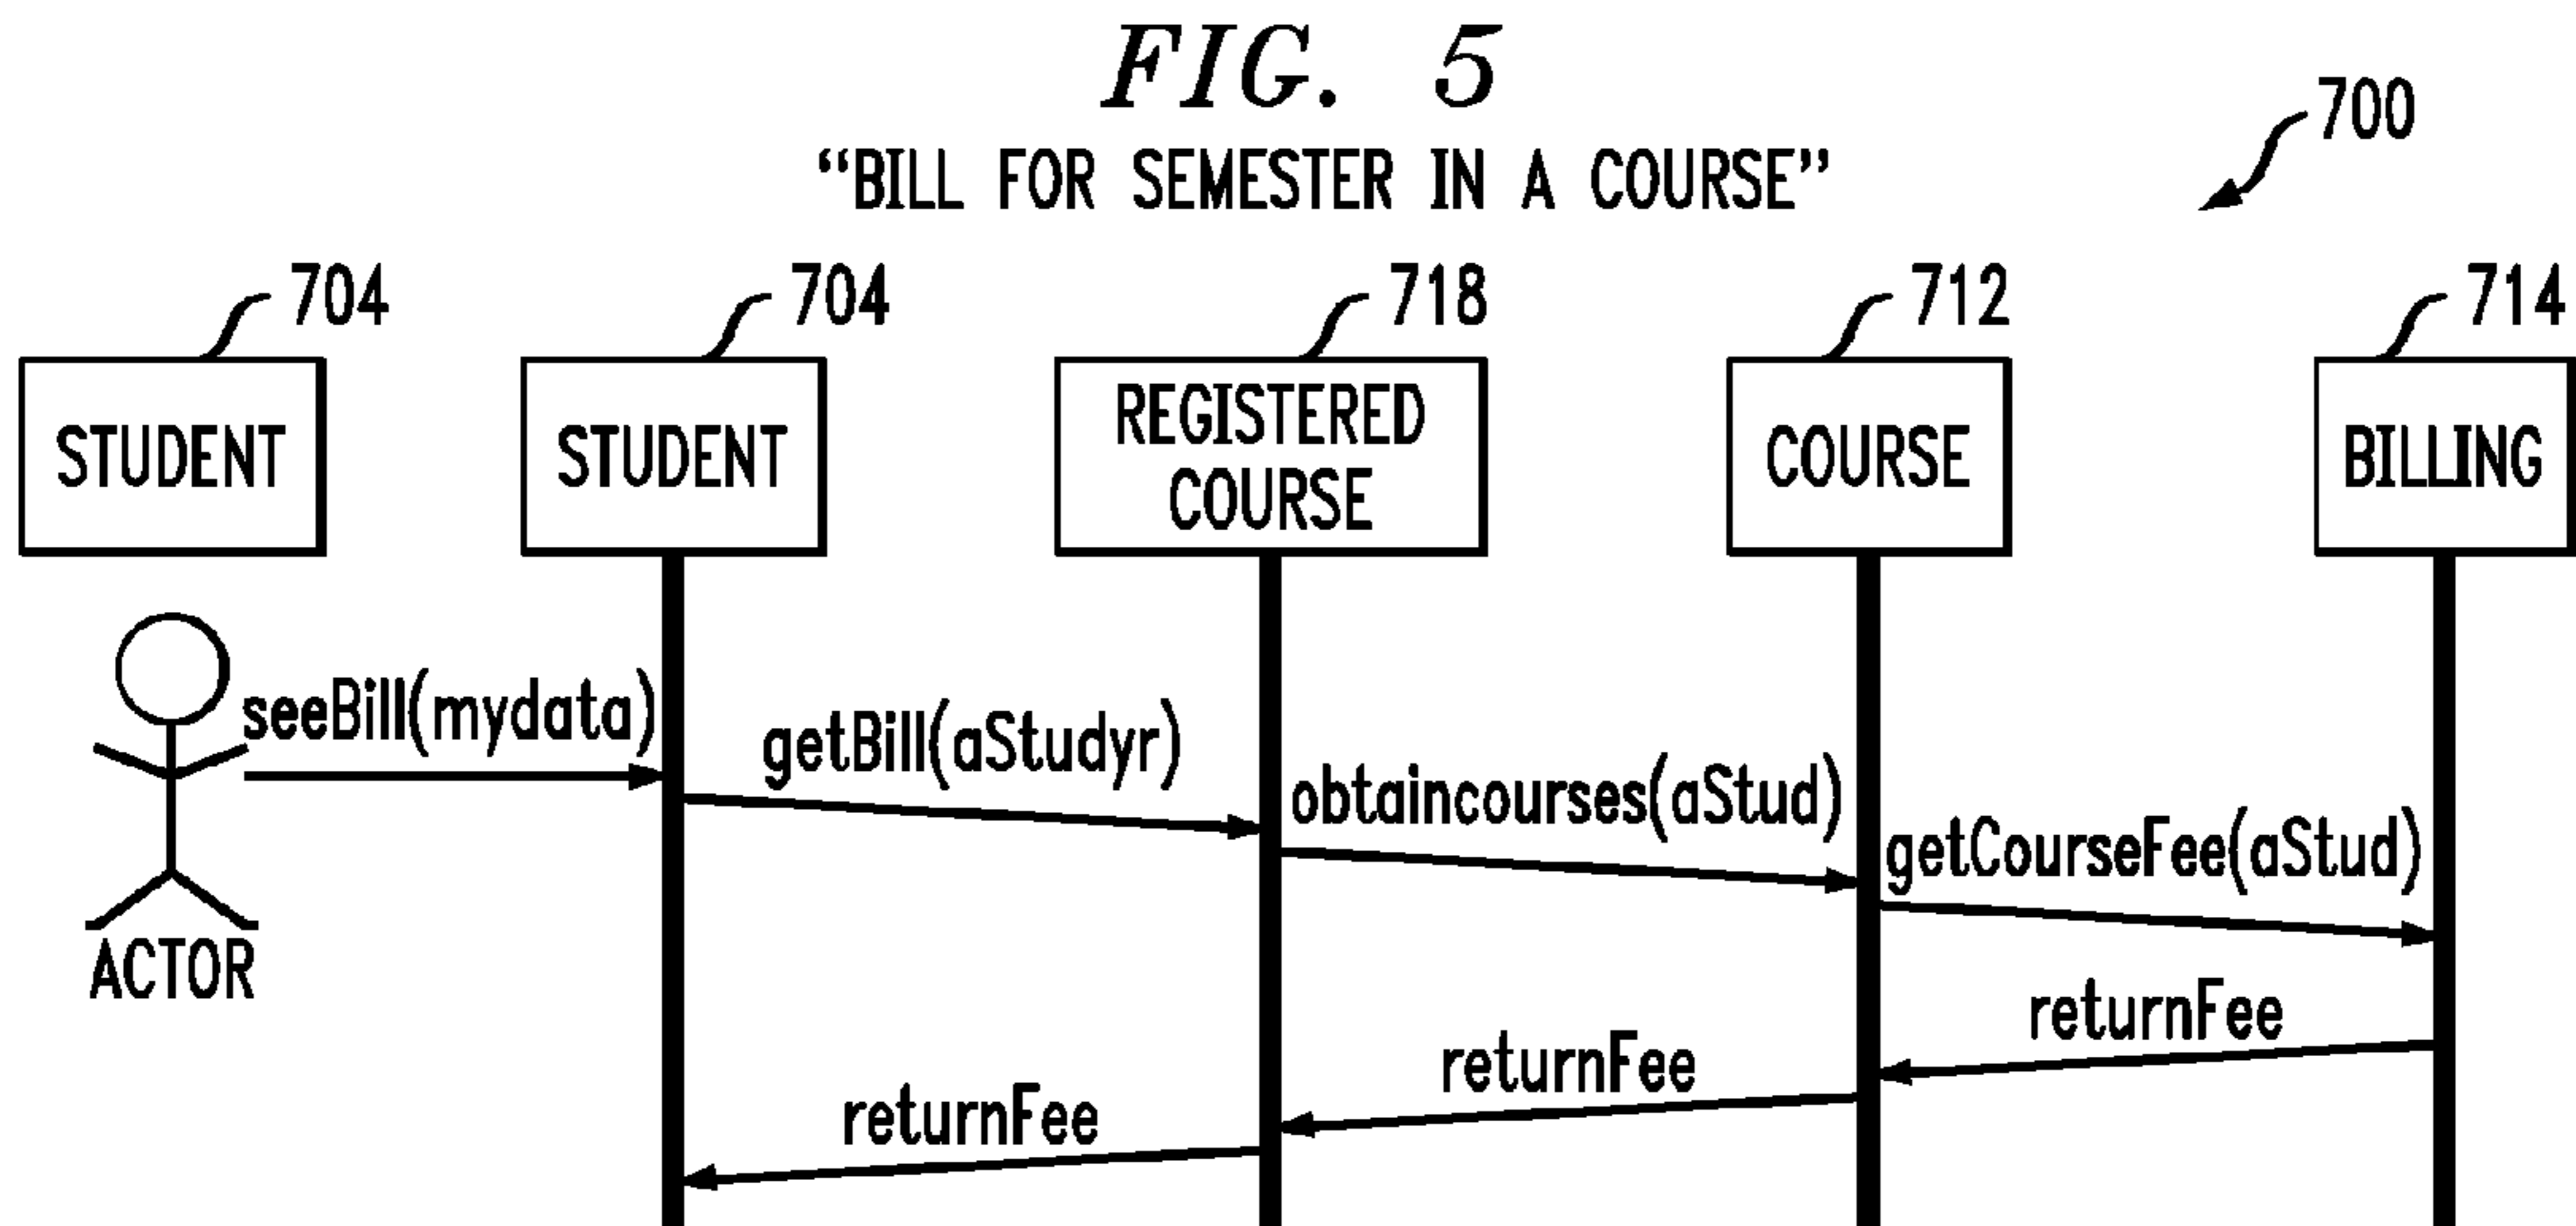 FIG. 5
700
“BILL FOR SEMESTER IN A COURSE”
704
704
718
712
714
STUDENT
STUDENT
REGISTERED
COURSE
COURSE
BILLING
seeBill(mydata)
getBill(aStudyr)
obtaincourses(aStud)
getCourseFee(aStud)
ACTOR
returnFee
returnFee
returnFee